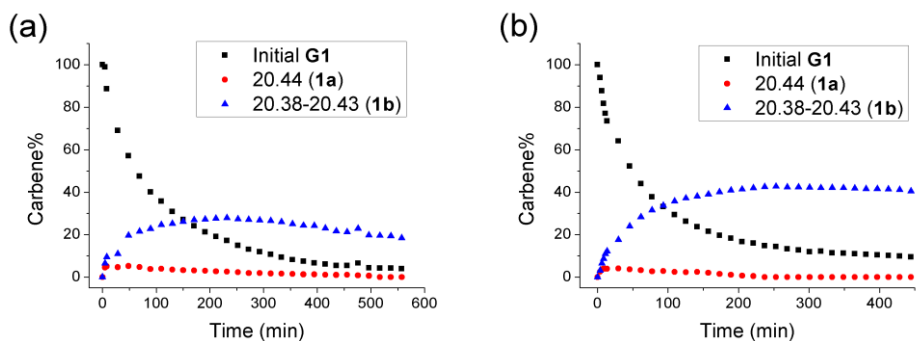 (a)
Initial G1
20.44 (1a)
20.38-20.43 (1b)
100
80
60
40
20
0
Carbene%
0 100 200 300 400 500 600
Time (min)
(b)
Initial G1
20.44 (1a)
20.38-20.43 (1b)
100
80
60
40
20
0
Carbene%
0 100 200 300 400
Time (min)